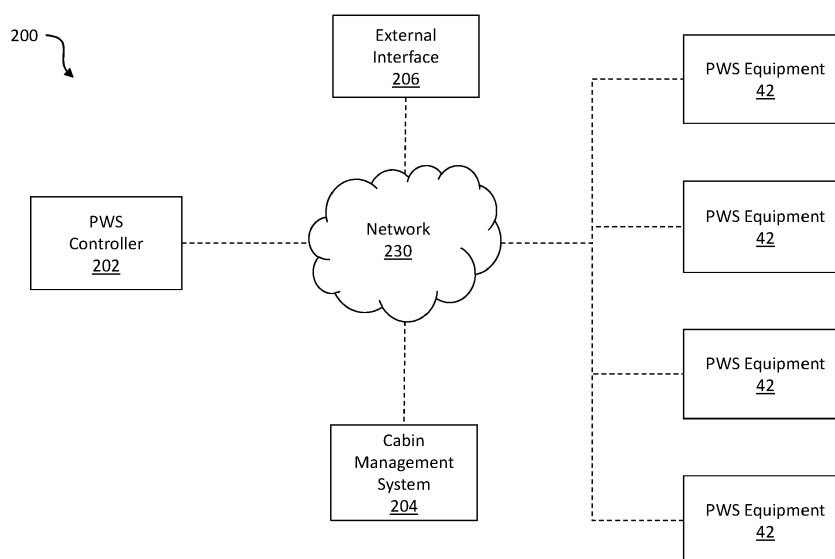 200
External
Interface
206
PWS Equipment
42
PWS Equipment
42
PWS
Controller
202
Network
230
PWS Equipment
42
Cabin
Management
System
204
PWS Equipment
42